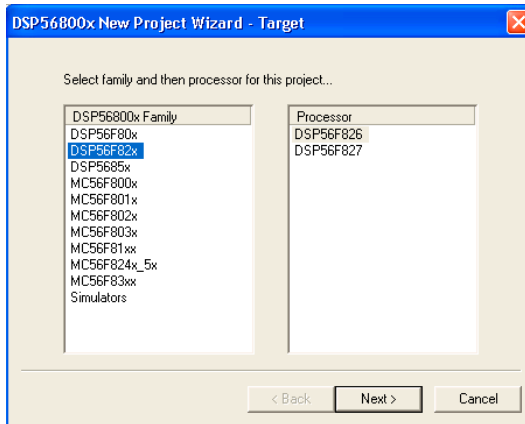 DSP56800x New Project Wizard - Target
Select family and then processor for this project...
DSP56800x Family
DSP56F80x
DSP56F82x
DSP5685x
MC56F800x
MC56F801x
MC56F802x
MC56F803x
MC56F81xx
MC56F824x_5x
MC56F83xx
Simulators
Processor
DSP56F826
DSP56F827
< Back
Next >
Cancel